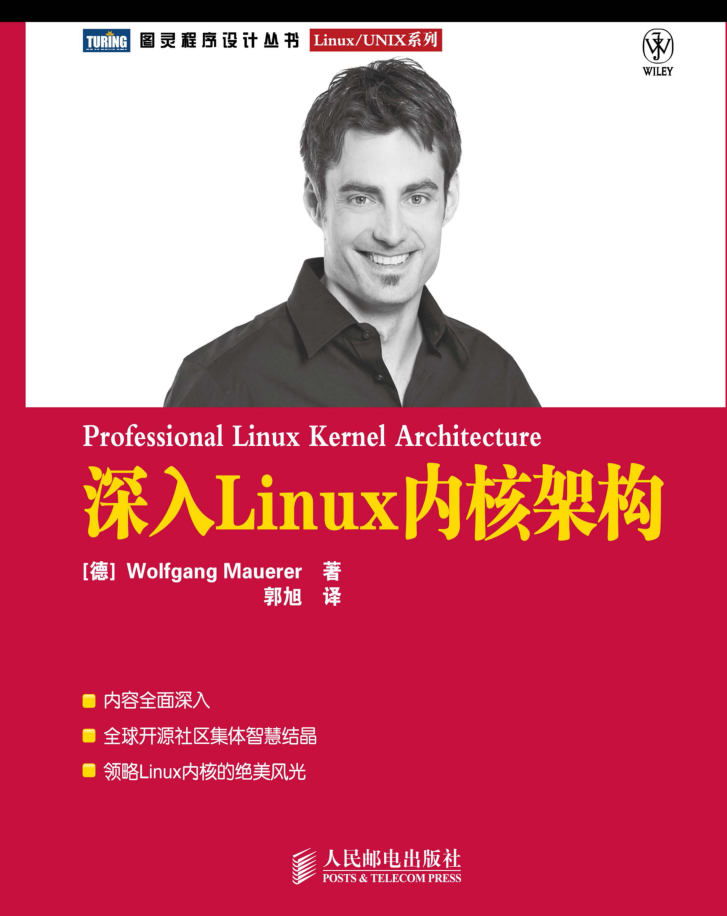 TURING 图灵程序设计丛书 Linux/UNIX系列
WILEY
Professional Linux Kernel Architecture
深入Linux内核架构
[德] Wolfgang Mauerer 著
郭旭 译
内容全面深入
全球开源社区集体智慧结晶
领略Linux内核的绝美风光
人民邮电出版社
POSTS & TELECOM PRESS